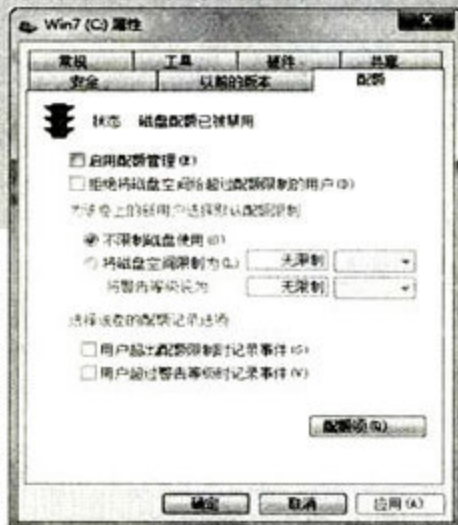 Win7 (C:) 属性
常规 工具 硬件 共享
安全 以前的版本 配额
状态: 磁盘配额已被禁用
启用配额管理(E)
拒绝将磁盘空间给超过配额限制的用户(D)
为该卷上的新用户选择默认配额限制:
不限制磁盘使用(O)
将磁盘空间限制为(L) 无限制
将警告等级设为 无限制
选择该卷的配额记录选项:
用户超出配额限制时记录事件(G)
用户超过警告等级时记录事件(V)
配额项(Q)...
确定 取消 应用(A)